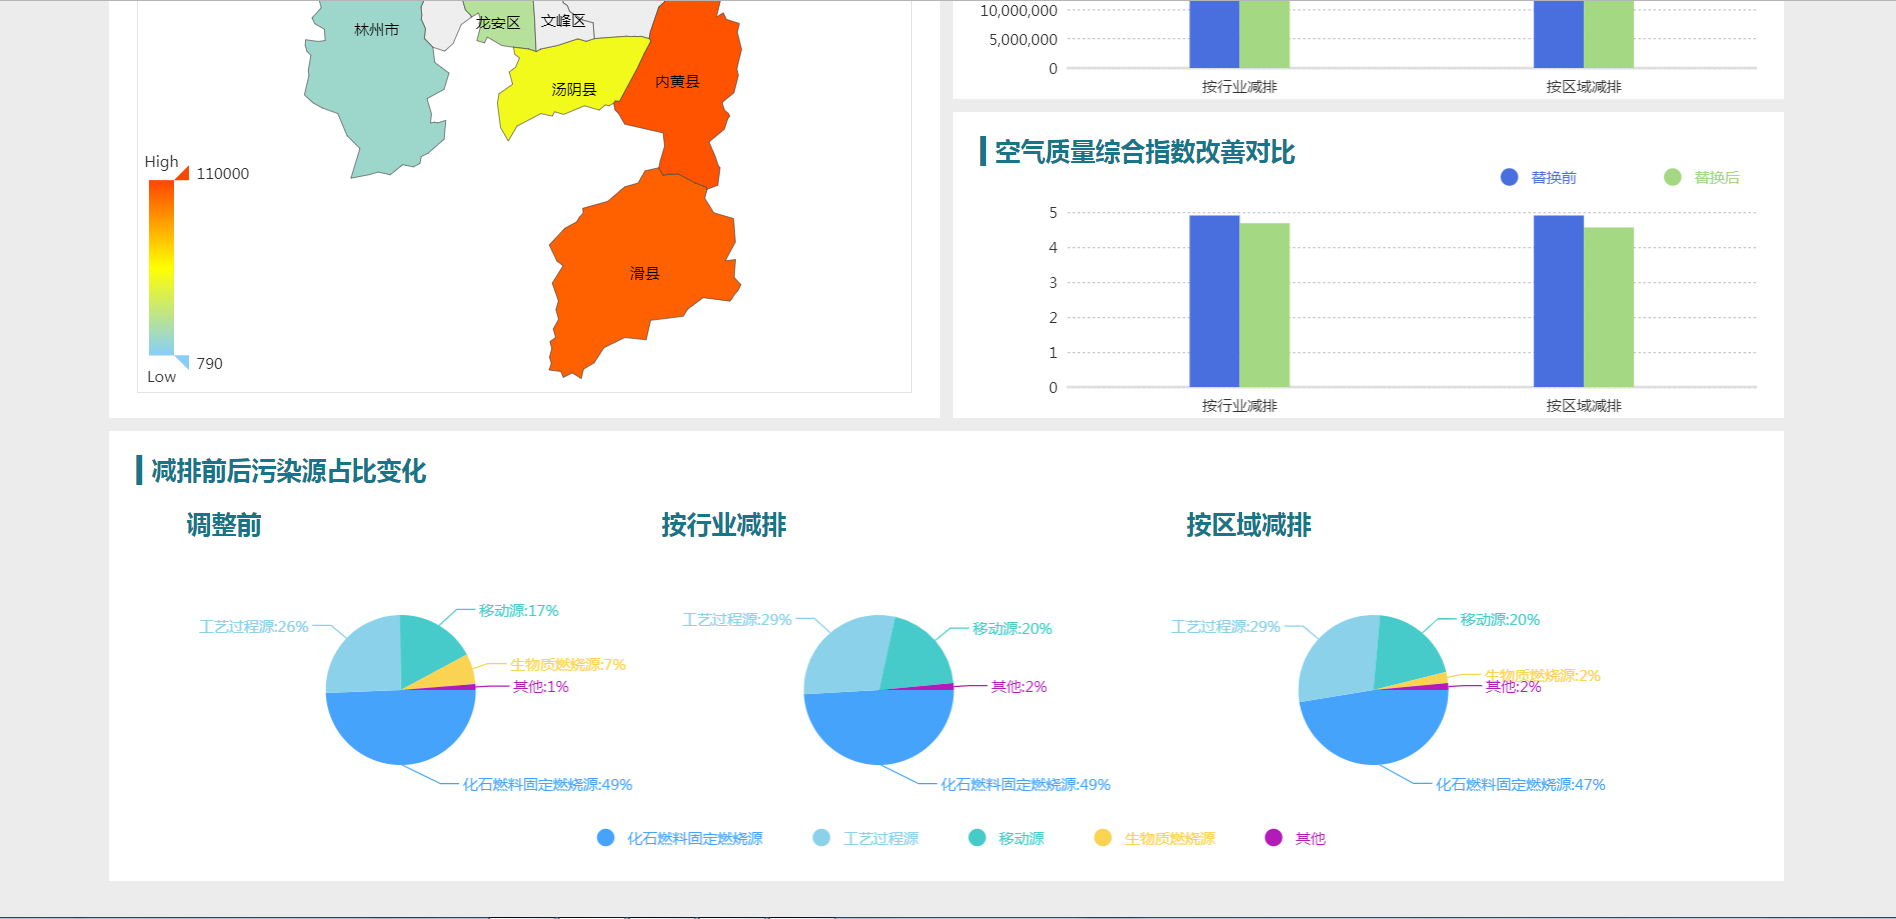 林州市
龙安区
文峰区
汤阴县
内黄县
滑县
High
110000
790
Low
10,000,000
5,000,000
0
按行业减排
按区域减排
空气质量综合指数改善对比
替换前
替换后
5
4
3
2
1
0
按行业减排
按区域减排
减排前后污染源占比变化
调整前
按行业减排
按区域减排
工艺过程源:26%
移动源:17%
生物质燃烧源:7%
其他:1%
化石燃料固定燃烧源:49%
工艺过程源:29%
移动源:20%
其他:2%
化石燃料固定燃烧源:49%
工艺过程源:29%
移动源:20%
生物质燃烧源:2%
其他:2%
化石燃料固定燃烧源:47%
化石燃料固定燃烧源
工艺过程源
移动源
生物质燃烧源
其他